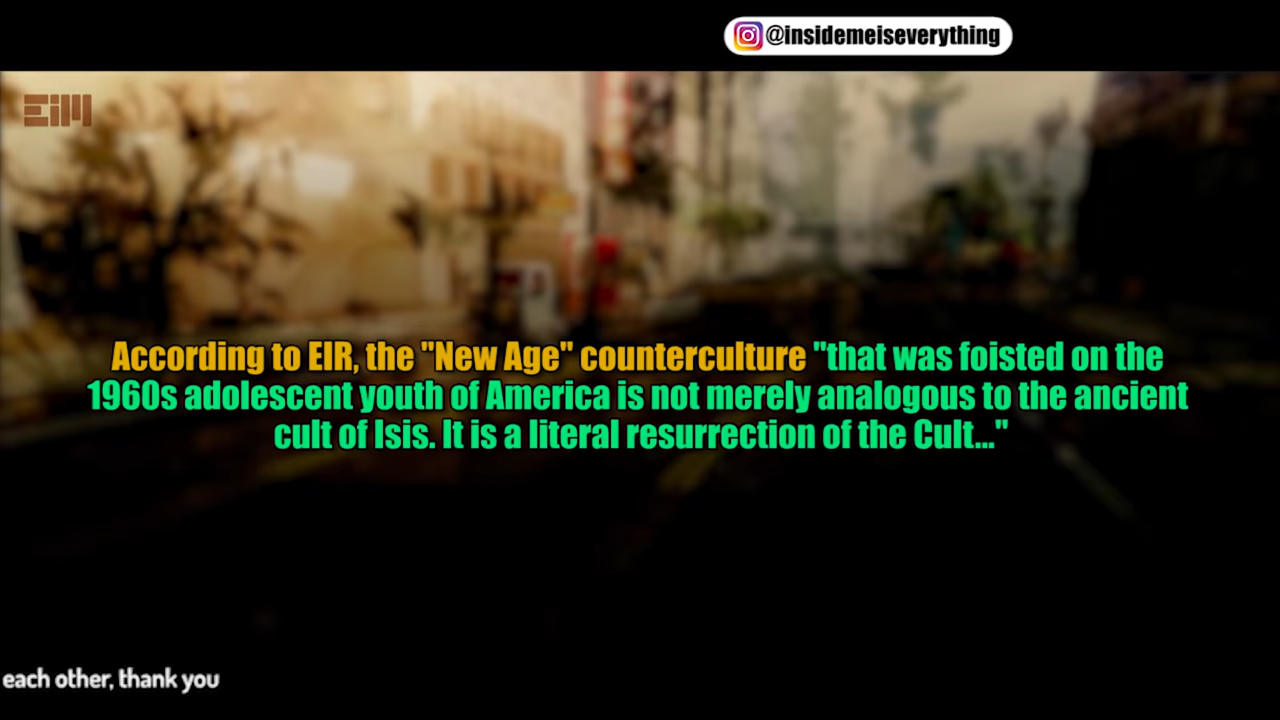 @insidemeiseverything
EiM
According to EIR, the "New Age" counterculture "that was foisted on the
1960s adolescent youth of America is not merely analogous to the ancient
cult of Isis. It is a literal resurrection of the Cult..."
each other, thank you